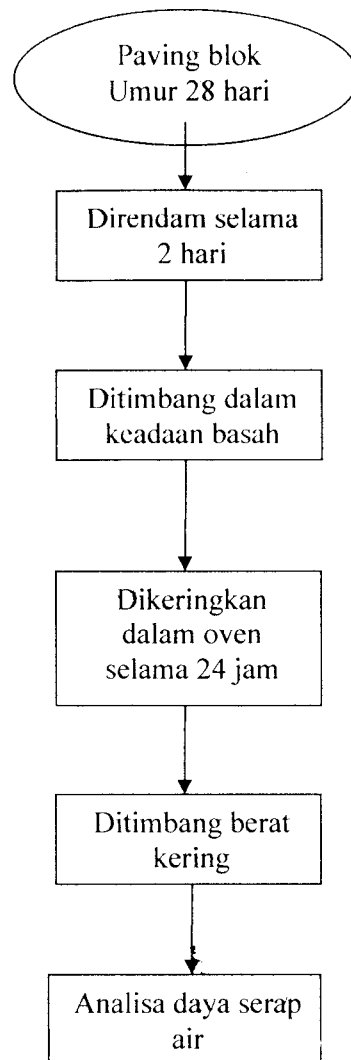 Paving blok
Umur 28 hari
Direndam selama
2 hari
Ditimbang dalam
keadaan basah
Dikeringkan
dalam oven
selama 24 jam
Ditimbang berat
kering
Analisa daya serap
air